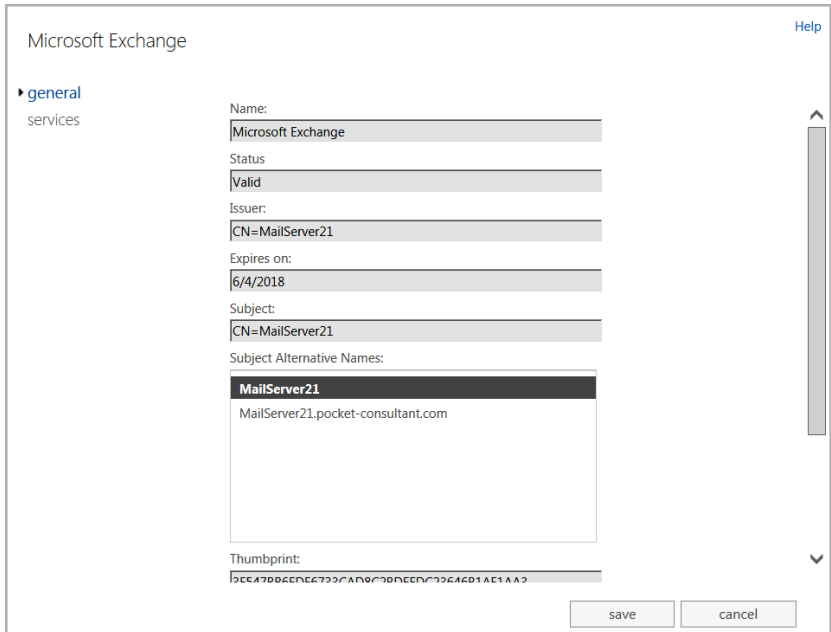 Help
Microsoft Exchange
general
services
Name:
Microsoft Exchange
Status
Valid
Issuer:
CN=MailServer21
Expires on:
6/4/2018
Subject:
CN=MailServer21
Subject Alternative Names:
MailServer21
MailServer21.pocket-consultant.com
Thumbprint:
save cancel